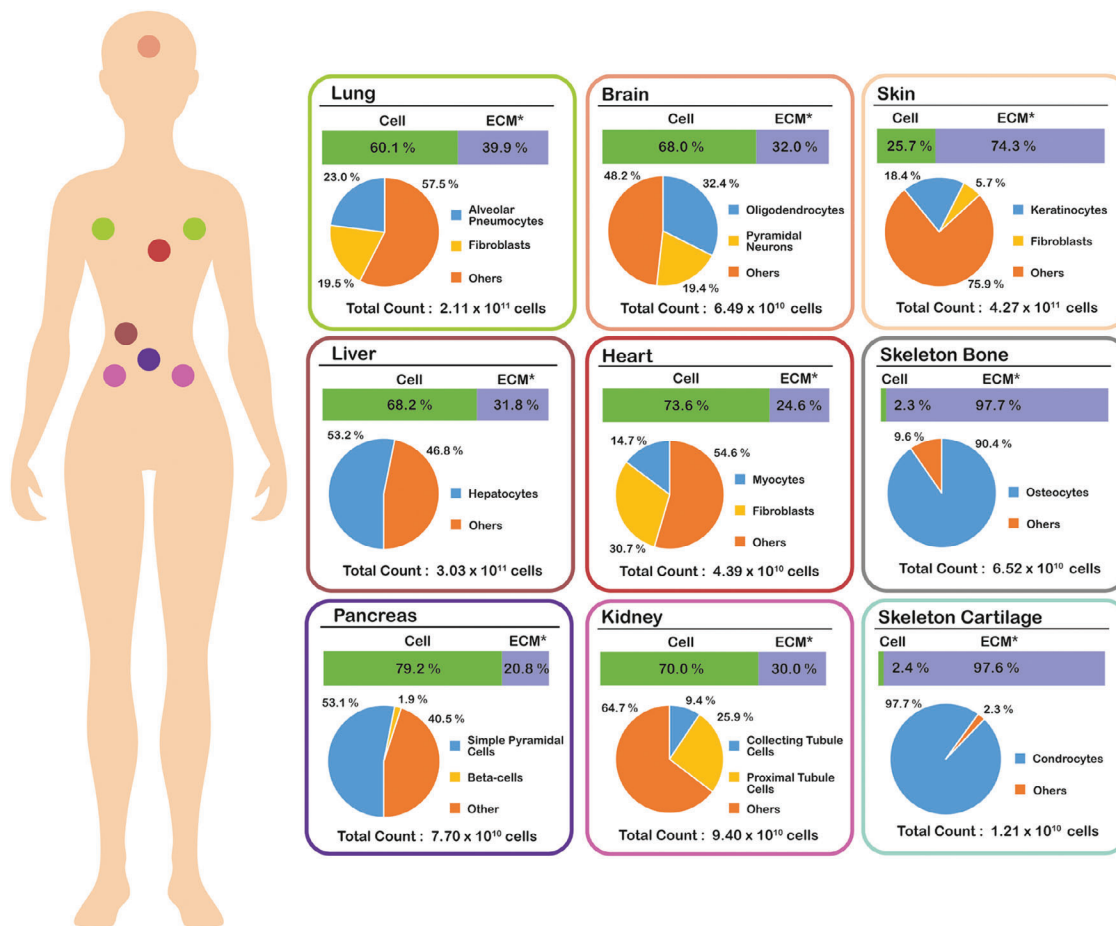 Lung
Cell ECM*
60.1 % 39.9 %
23.0 % 57.5 %
Alveolar
Pneumocytes
Fibroblasts
Ohers
19.5 %
Total Count : 2.11 x 10¹¹ cells
Brain
Cell ECM*
68.0 % 32.0 %
48.2 % 32.4 %
Oligodendrocytes
Pyramidal
Neurons
Ohers
19.4 %
Total Count : 6.49 x 10¹⁰ cells
Skin
Cell ECM*
25.7 % 74.3 %
18.4 % 5.7 %
Keratinocytes
Fibroblasts
Ohers
75.9 %
Total Count : 4.27 x 10¹¹ cells
Liver
Cell ECM*
68.2 % 31.8 %
53.2 % 46.8 %
Hepatocytes
Ohers
Total Count : 3.03 x 10¹¹ cells
Heart
Cell ECM*
73.6 % 24.6 %
14.7 % 54.6 %
Myocytes
Fibroblasts
Ohers
30.7 %
Total Count : 4.39 x 10¹⁰ cells
Skeleton Bone
Cell ECM*
2.3 % 97.7 %
9.6 % 90.4 %
Osteocytes
Ohers
Total Count : 6.52 x 10¹⁰ cells
Pancreas
Cell ECM*
79.2 % 20.8 %
53.1 % 1.9 %
40.5 %
Simple Pyramidal
Cells
Beta-cells
Other
Total Count : 7.70 x 10¹⁰ cells
Kidney
Cell ECM*
70.0 % 30.0 %
64.7 % 9.4 %
25.9 %
Collecting Tubule
Cells
Proximal Tubule
Cells
Ohers
Total Count : 9.40 x 10¹⁰ cells
Skeleton Cartilage
Cell ECM*
2.4 % 97.6 %
97.7 % 2.3 %
Condrocytes
Ohers
Total Count : 1.21 x 10¹⁰ cells